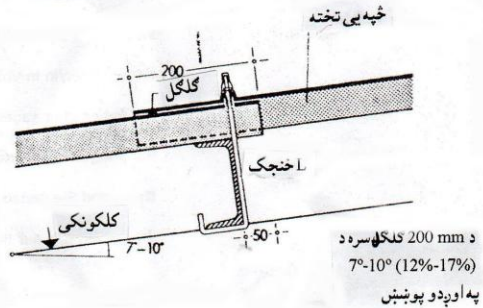 څپه يي تخته
200
ګلګل
L خنجک
کلکونکی
7°-10°
50
د 200 mm ګلګل سره د
7°-10° (12%-17%)
په اوږدو پوښښ